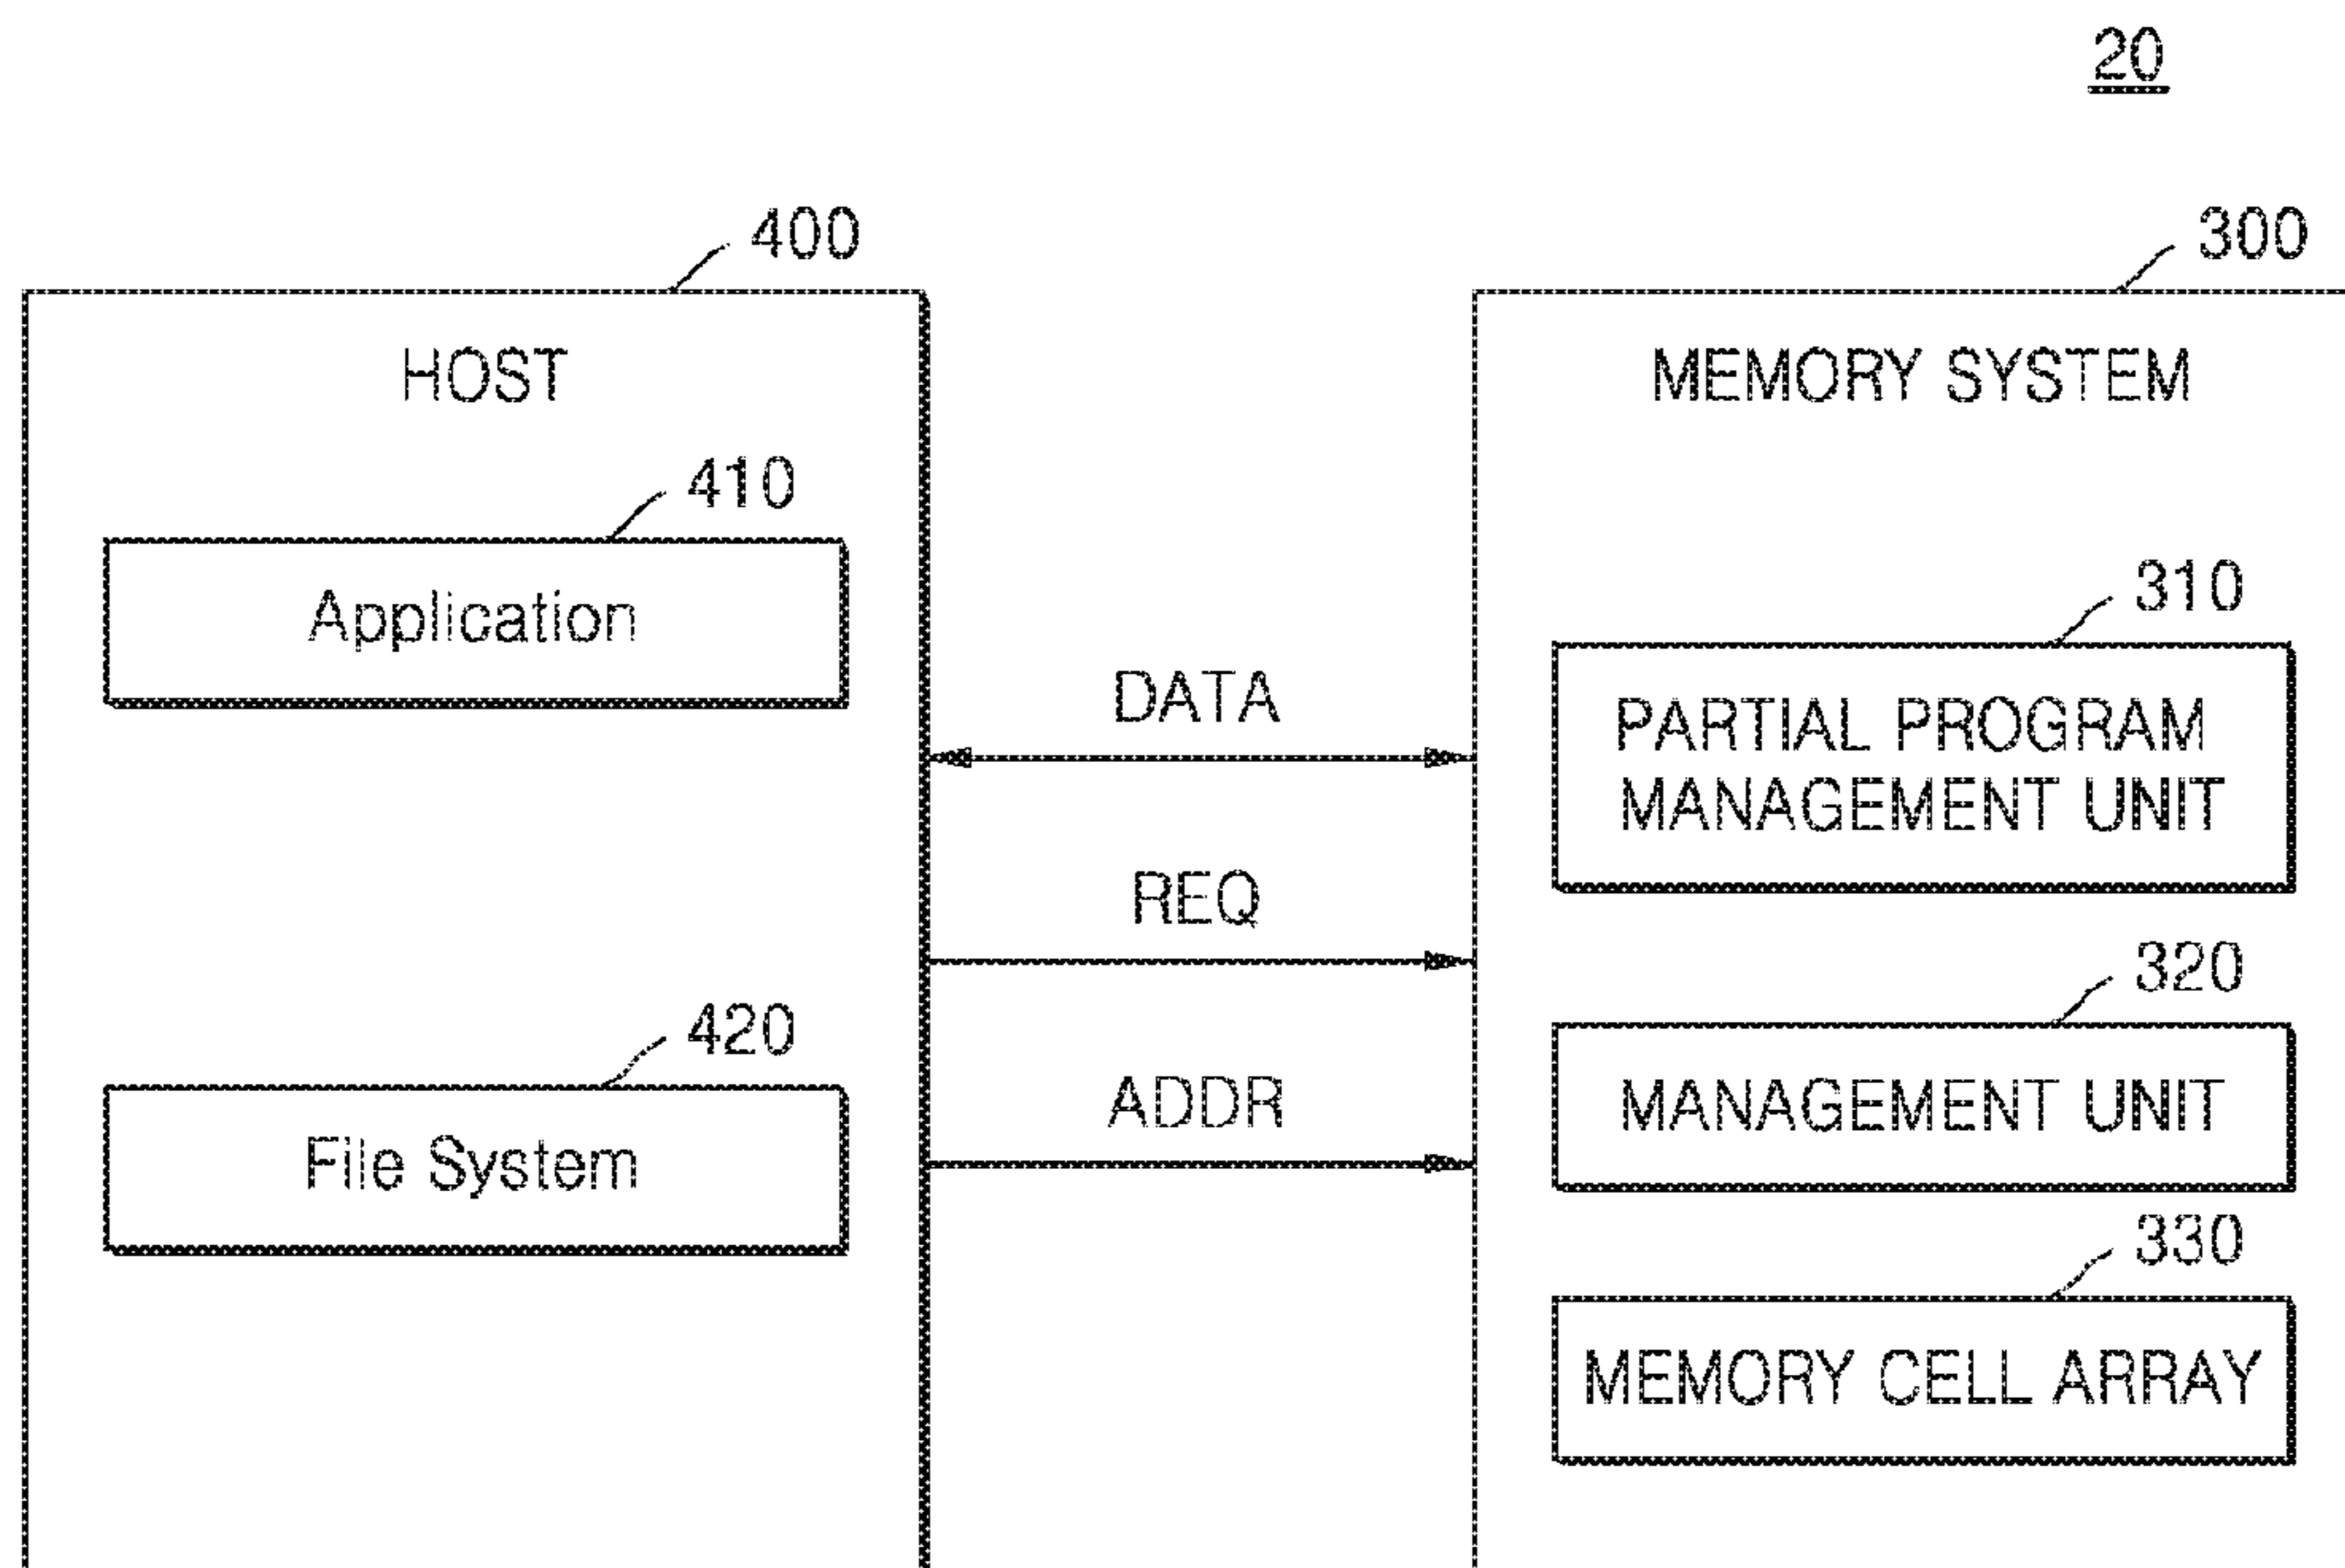 20
400
HOST
410
Application
420
File System
DATA
REQ
ADDR
300
MEMORY SYSTEM
310
PARTIAL PROGRAM
MANAGEMENT UNIT
320
MANAGEMENT UNIT
330
MEMORY CELL ARRAY